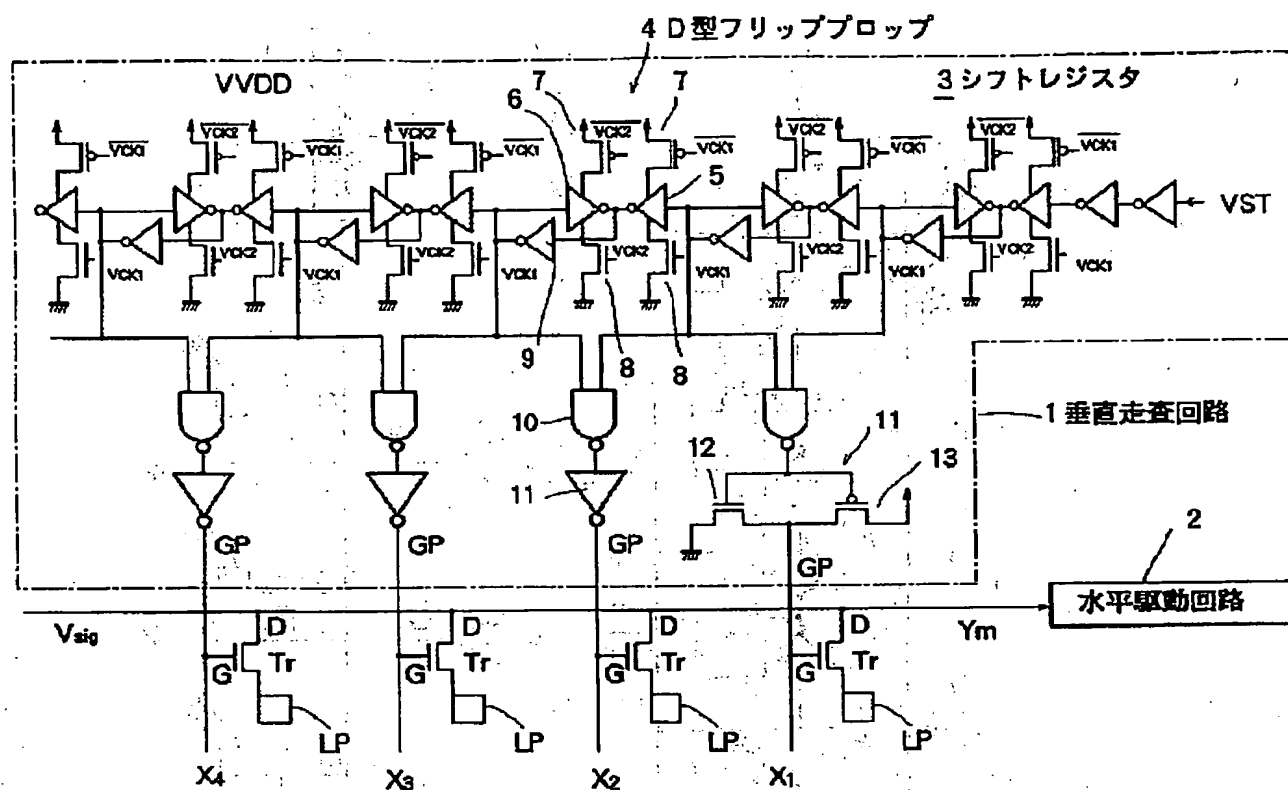 4 D型フリッププロップ
VVDD
7
7
3シフトレジスタ
6
VCK1
VCK2
VCK1
VCK2
VCK1
VCK2
VCK1
VCK2
VCK1
VCK2
VCK1
5
VST
VCK1
VCK2
VCK1
VCK2
VCK1
VCK2
VCK1
VCK2
VCK1
VCK2
VCK1
9
8
8
10
1 垂直走査回路
11
12
11
13
GP
GP
GP
GP
2
水平駆動回路
Vsig
D
D
D
D
Ym
G
Tr
G
Tr
G
Tr
G
Tr
LP
LP
LP
LP
X4
X3
X2
X1